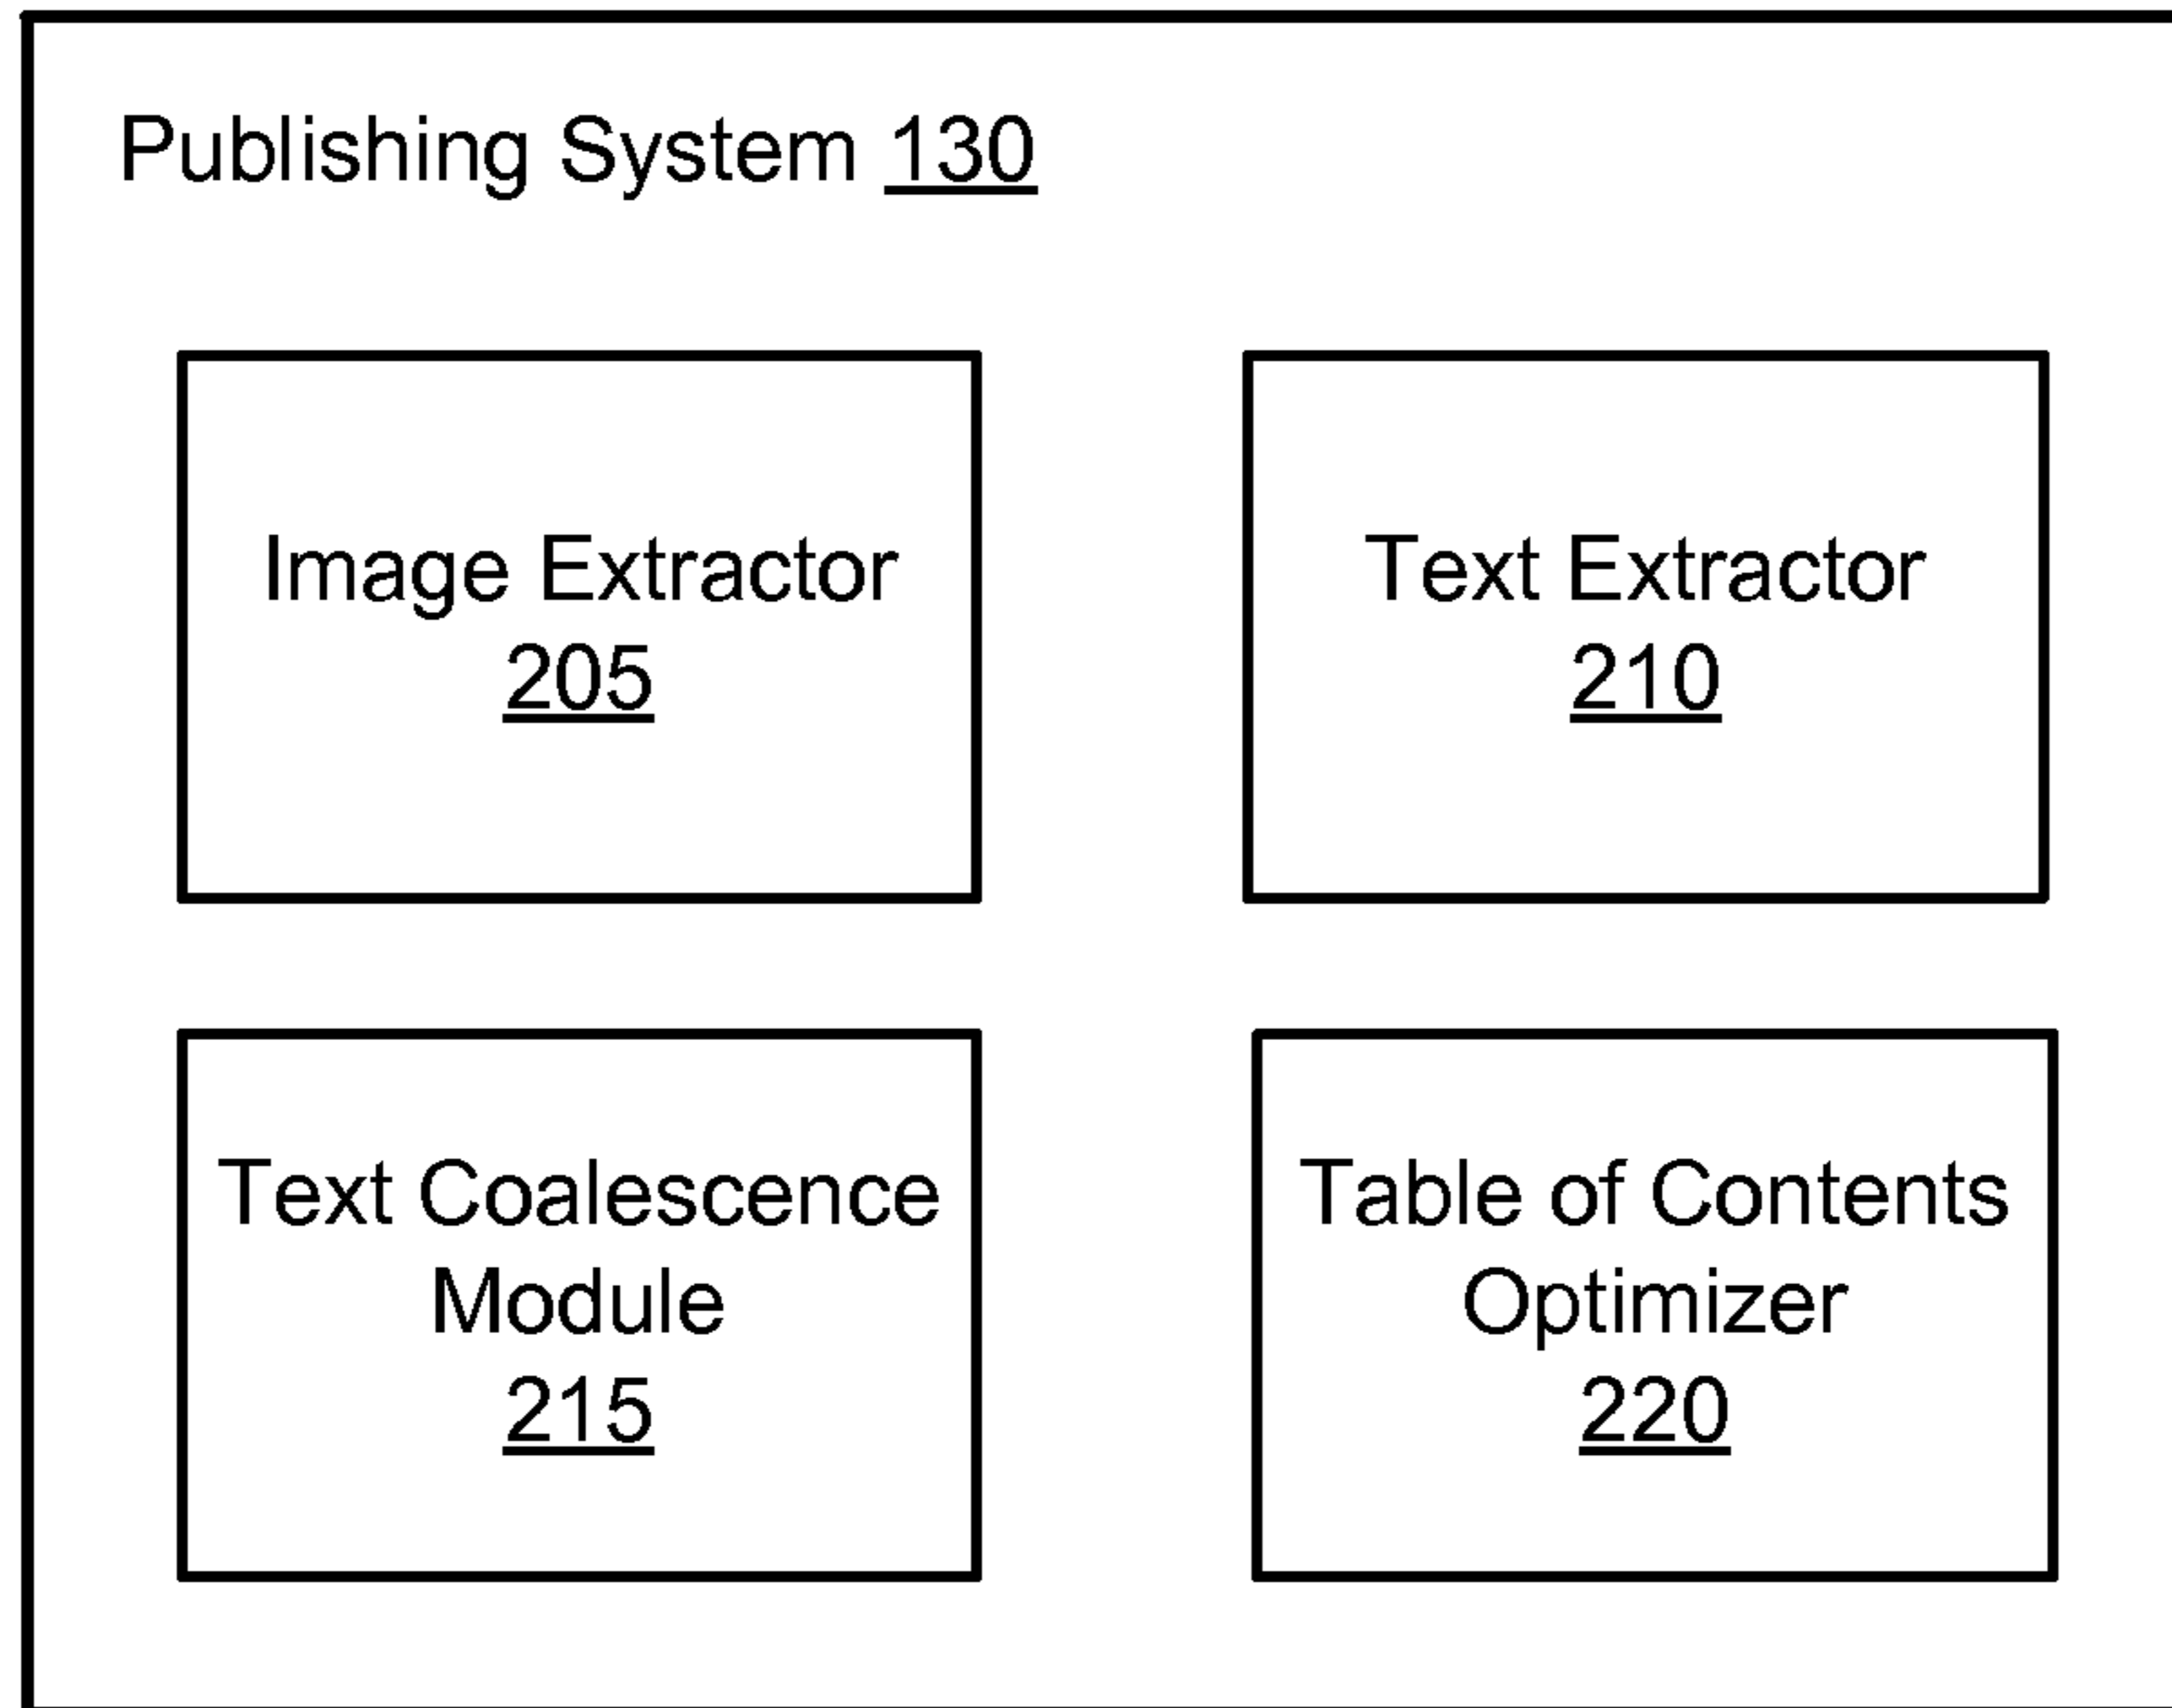 Publishing System 130
Image Extractor
205
Text Extractor
210
Text Coalescence
Module
215
Table of Contents
Optimizer
220